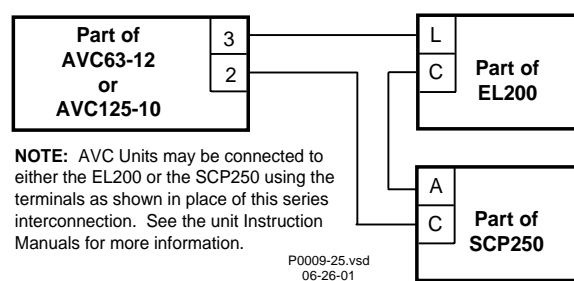 Part of
AVC63-12
or
AVC125-10
3
2
L
C
Part of
EL200
NOTE: AVC Units may be connected to
either the EL200 or the SCP250 using the
terminals as shown in place of this series
interconnection. See the unit Instruction
Manuals for more information.
A
C
Part of
SCP250
P0009-25.vsd
06-26-01